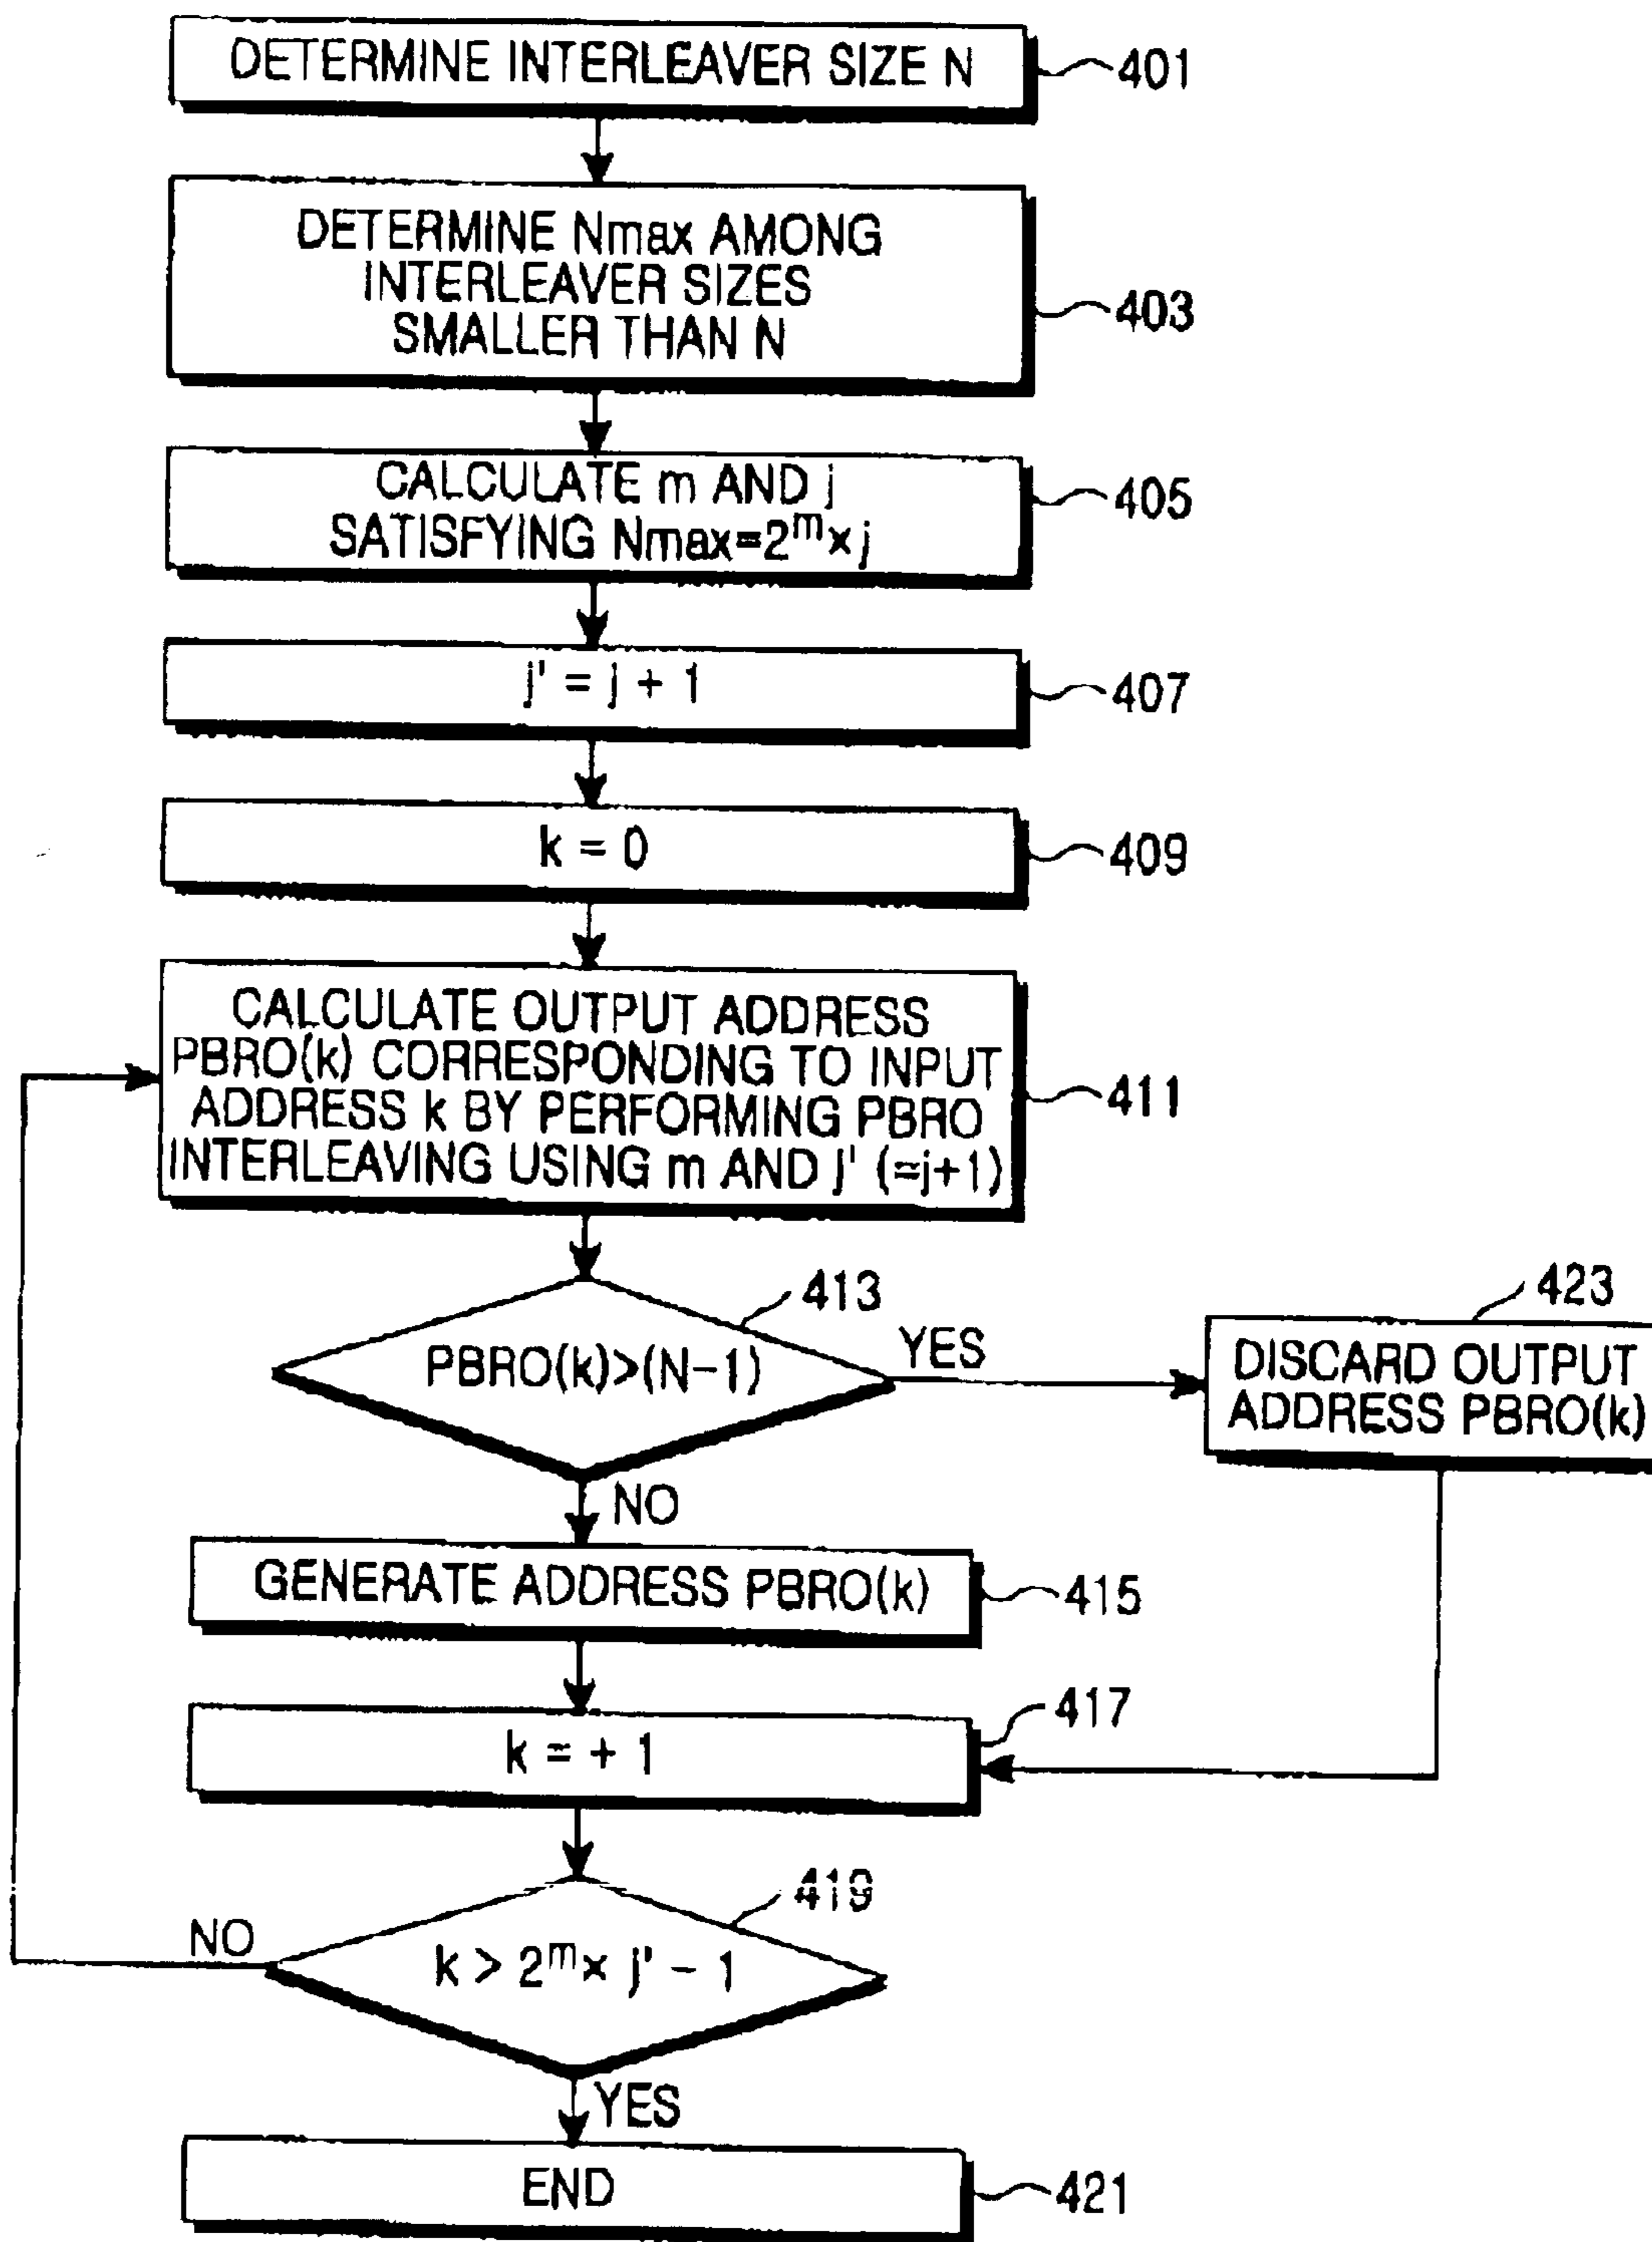 DETERMINE INTERLEAVER SIZE N
401
DETERMINE Nmax AMONG
INTERLEAVER SIZES
SMALLER THAN N
403
CALCULATE m AND j
SATISFYING Nmax=2^m×j
405
j' = j + 1
407
k = 0
409
CALCULATE OUTPUT ADDRESS
PBRO(k) CORRESPONDING TO INPUT
ADDRESS k BY PERFORMING PBRO
INTERLEAVING USING m AND j' (=j+1)
411
413
PBRO(k)>(N-1)
YES
423
DISCARD OUTPUT
ADDRESS PBRO(k)
NO
GENERATE ADDRESS PBRO(k)
415
417
k = + 1
419
NO
k > 2^m× j' - 1
YES
END
421